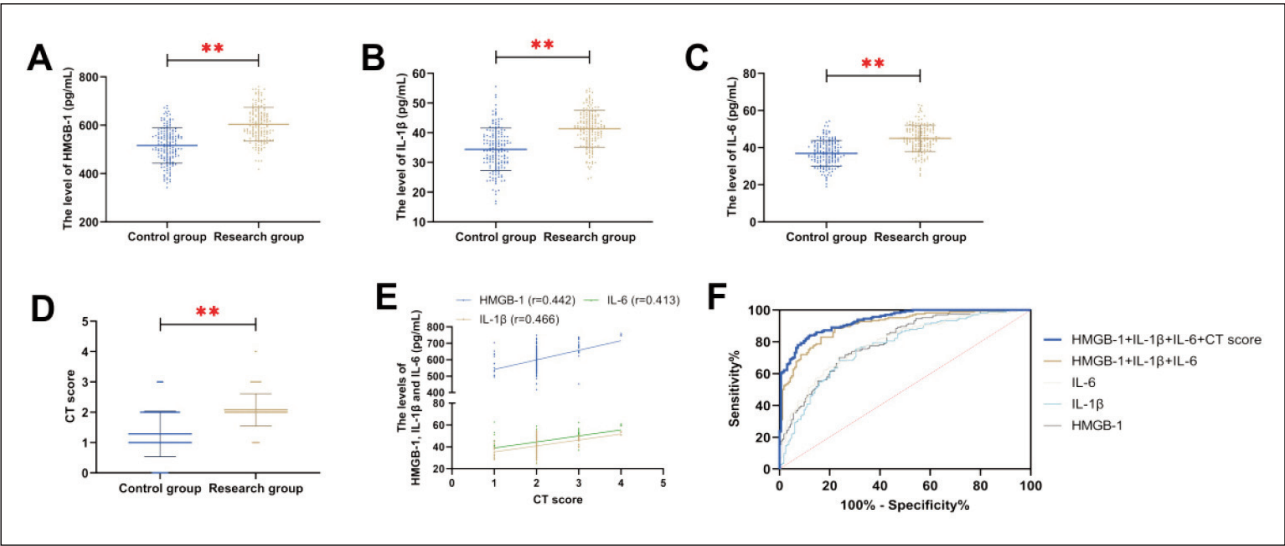 A
**
The level of HMGB-1 (pg/mL)
800
600
400
200
Control group Research group
B
**
The level of IL-1β (pg/mL)
60
50
40
30
20
10
Control group Research group
C
**
The level of IL-6 (pg/mL)
80
60
40
20
0
Control group Research group
D
**
CT score
5
4
3
2
1
0
Control group Research group
E
HMGB-1 (r=0.442) IL-6 (r=0.413)
IL-1β (r=0.466)
The levels of
HMGB-1, IL-1β and IL-6 (pg/mL)
800
700
600
500
400
80
60
40
20
0 1 2 3 4 5
CT score
F
Sensitivity%
100
80
60
40
20
0
0 20 40 60 80 100
100% - Specificity%
HMGB-1+IL-1β+IL-6+CT score
HMGB-1+IL-1β+IL-6
IL-6
IL-1β
HMGB-1